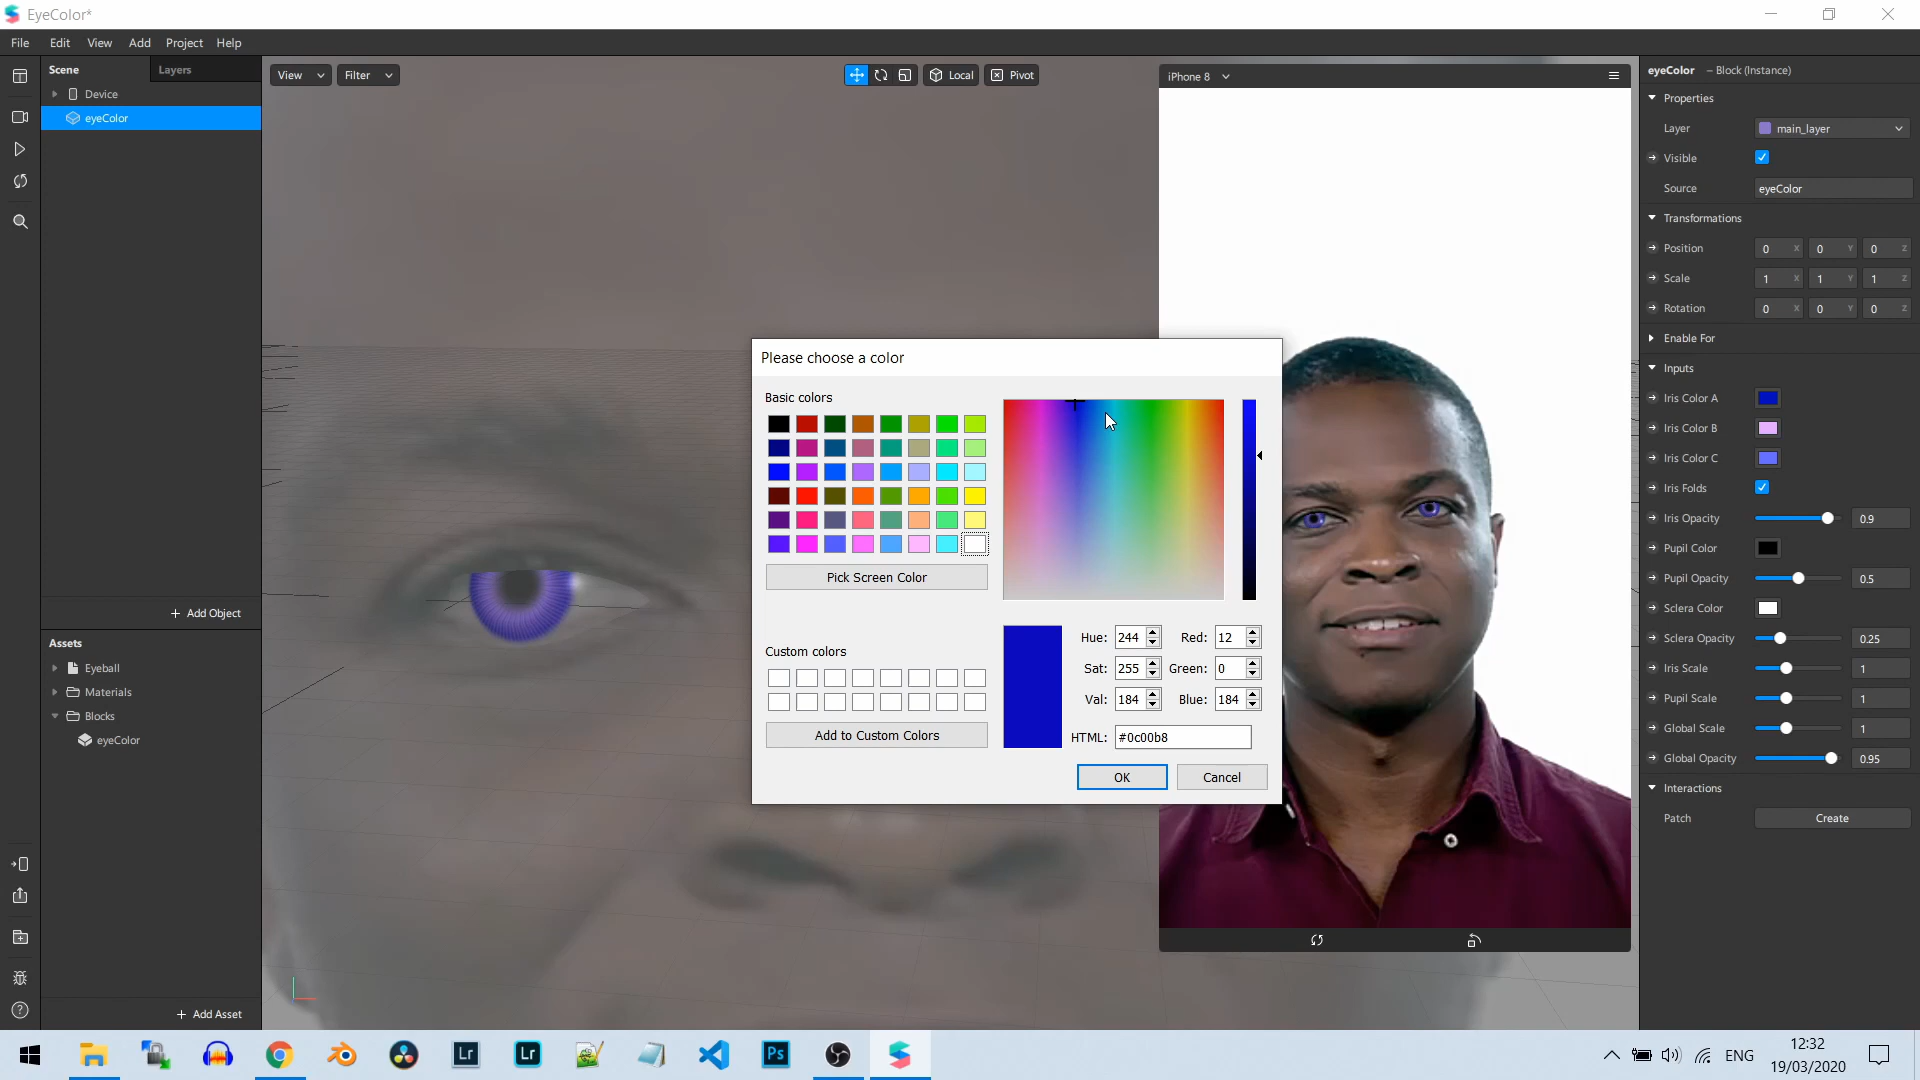 EyeColor*
File Edit View Add Project Help
Scene Layers
Device
eyeColor
Add Object
Assets
Eyeball
Materials
Blocks
eyeColor
Add Asset
View Filter
Local Pivot
iPhone 8
Please choose a color
Basic colors
Pick Screen Color
Custom colors
Add to Custom Colors
Hue: 244 Red: 12
Sat: 255 Green: 0
Val: 184 Blue: 184
HTML: #0c00b8
OK Cancel
eyeColor – Block (Instance)
Properties
Layer main_layer
Visible
Source eyeColor
Transformations
Position 0 X 0 Y 0 Z
Scale 1 X 1 Y 1 Z
Rotation 0 X 0 Y 0 Z
Enable For
Inputs
Iris Color A
Iris Color B
Iris Color C
Iris Folds
Iris Opacity 0.9
Pupil Color
Pupil Opacity 0.5
Sclera Color
Sclera Opacity 0.25
Iris Scale 1
Pupil Scale 1
Global Scale 1
Global Opacity 0.95
Interactions
Patch Create
Lr Lr Ps
ENG
12:32
19/03/2020